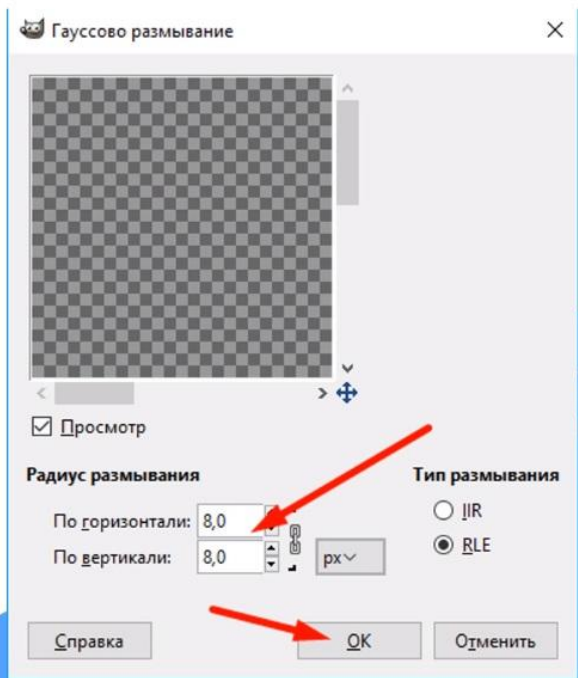 Гауссово размывание
Просмотр
Радиус размывания
Тип размывания
По горизонтали: 8,0
IIR
По вертикали: 8,0
px
RLE
Справка
OK
Отменить